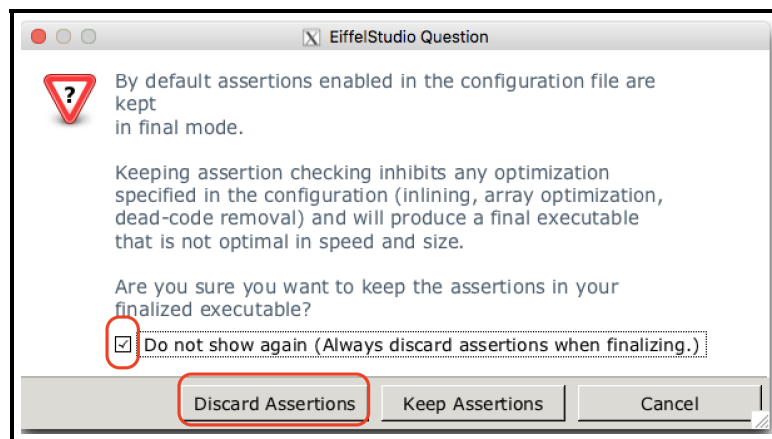 EiffelStudio Question
By default assertions enabled in the configuration file are
kept
in final mode.
Keeping assertion checking inhibits any optimization
specified in the configuration (inlining, array optimization,
dead-code removal) and will produce a final executable
that is not optimal in speed and size.
Are you sure you want to keep the assertions in your
finalized executable?
Do not show again (Always discard assertions when finalizing.)
Discard Assertions Keep Assertions Cancel